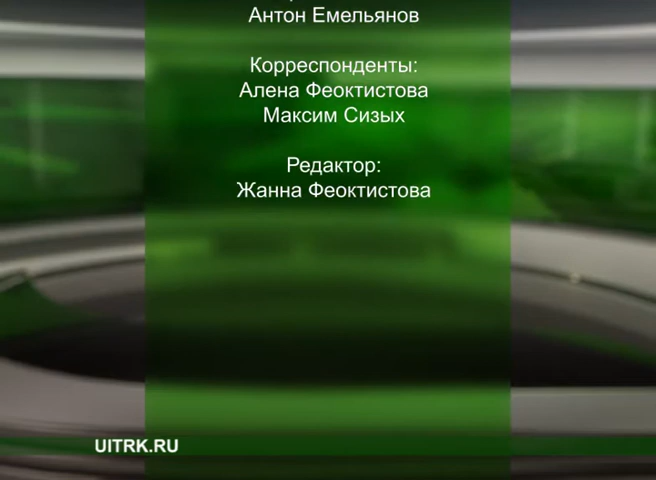 Антон Емельянов
Корреспонденты:
Алена Феоктистова
Максим Сизых
Редактор:
Жанна Феоктистова
UITRK.RU